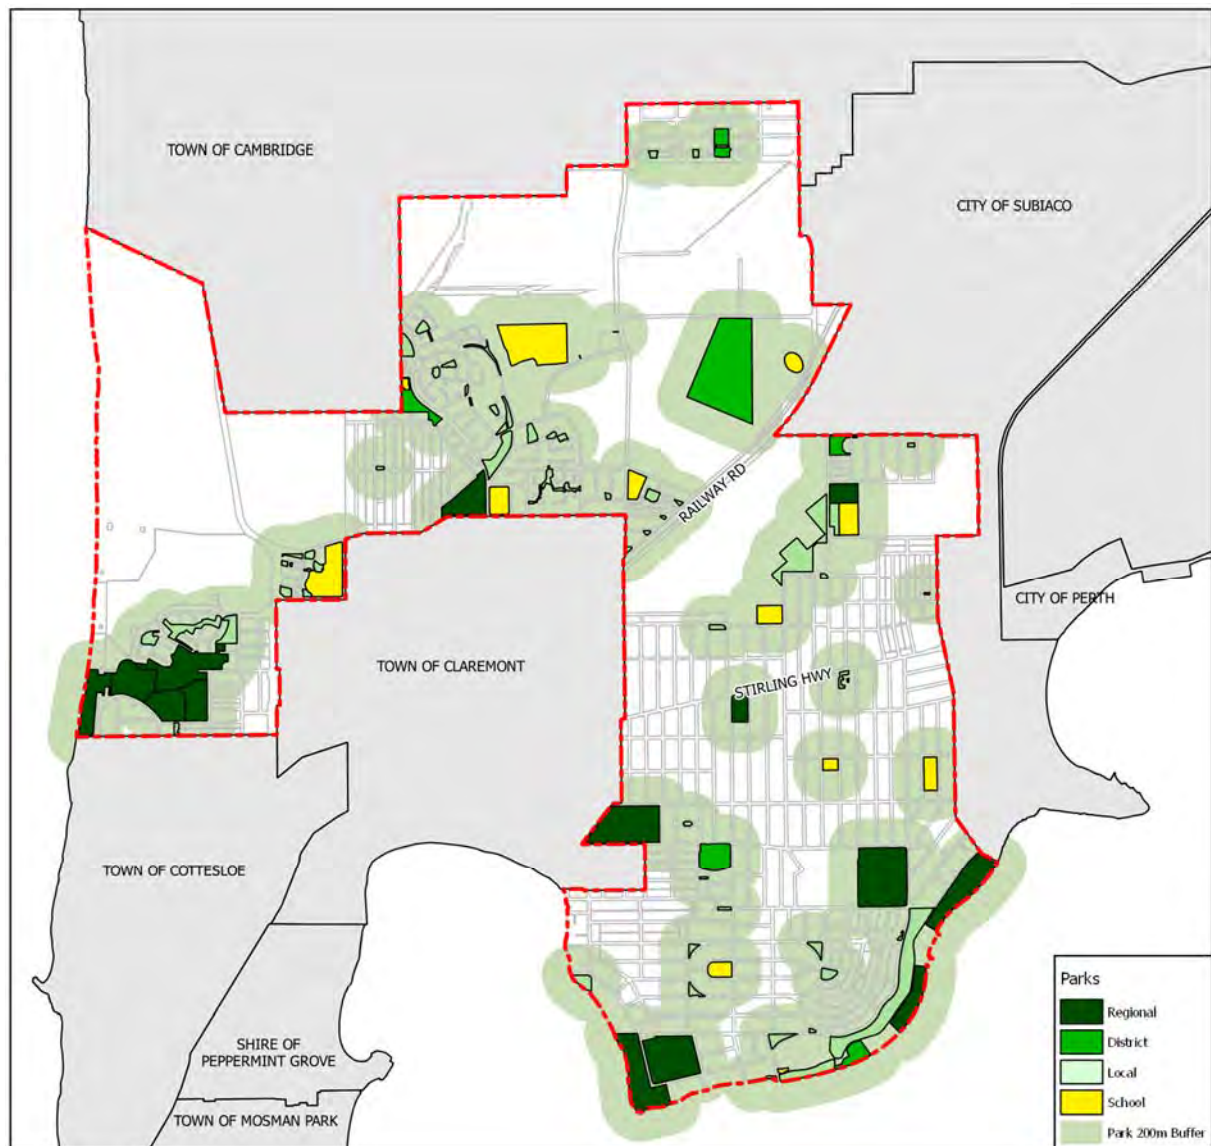 TOWN OF CAMBRIDGE
CITY OF SUBIACO
RAILWAY RD
CITY OF PERTH
TOWN OF CLAREMONT
STIRLING HWY
TOWN OF COTTESLOE
SHIRE OF
PEPPERMINT GROVE
TOWN OF MOSMAN PARK
Parks
Regional
District
Local
School
Park 200m Buffer